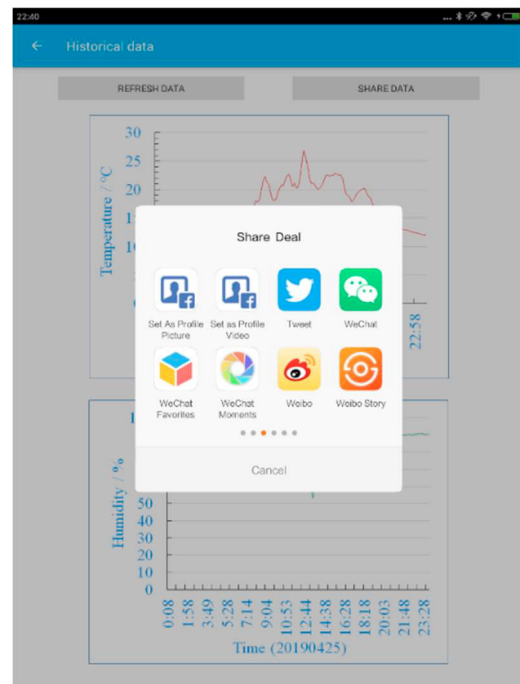 22:40
Historical data
REFRESH DATA
SHARE DATA
30
25
20
Temperature / °C
22:58
Share Deal
Set As Profile Picture
Set as Profile Video
Tweet
WeChat
WeChat Favorites
WeChat Moments
Weibo
Weibo Story
Cancel
50
40
30
20
10
0
Humidity / %
0:08
1:58
3:49
5:28
7:14
9:04
10:53
12:44
14:38
16:28
18:18
20:03
21:48
23:28
Time (20190425)